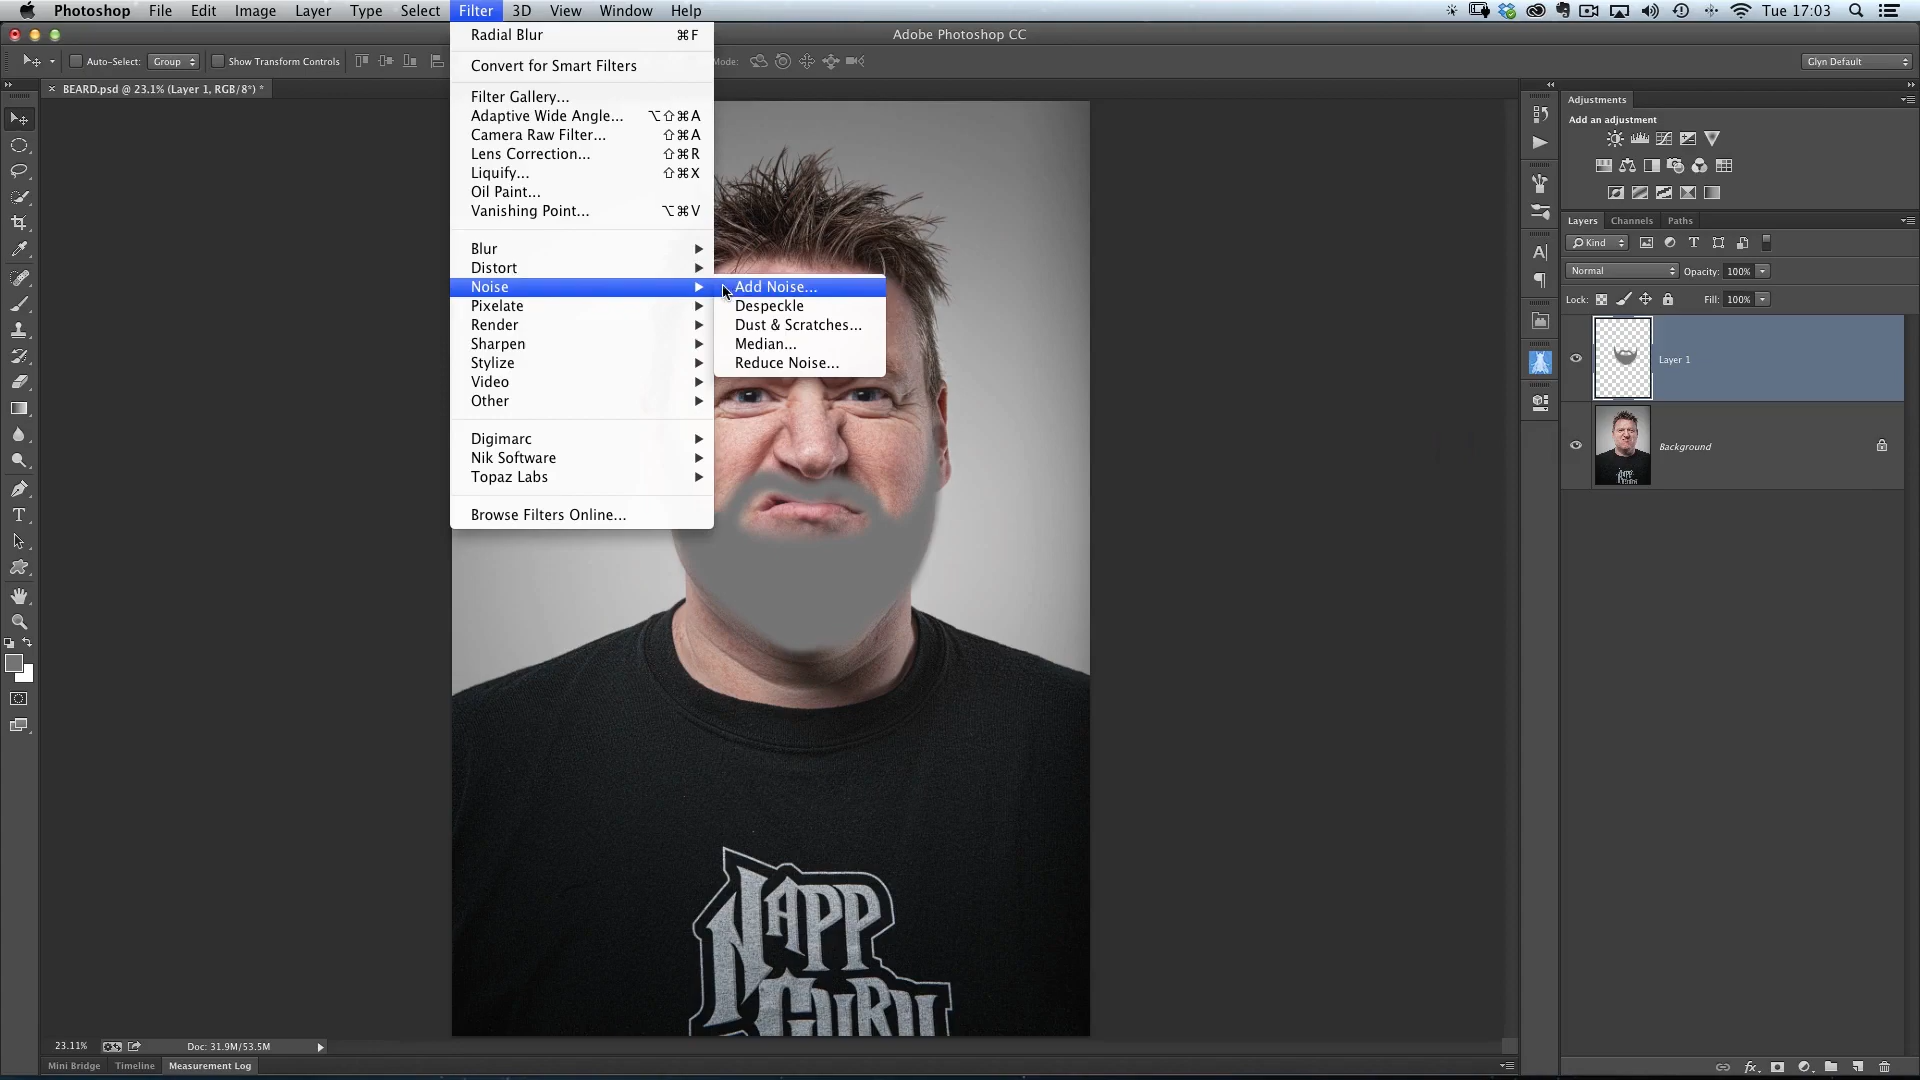 Photoshop File Edit Image Layer Type Select Filter 3D View Window Help Tue 17:03
Adobe Photoshop CC
Auto-Select: Group Show Transform Controls Mode: Glyn Default
× BEARD.psd @ 23.1% (Layer 1, RGB/8*) *
Radial Blur ⌘F
Convert for Smart Filters
Filter Gallery...
Adaptive Wide Angle... ⌥⇧⌘A
Camera Raw Filter... ⇧⌘A
Lens Correction... ⇧⌘R
Liquify... ⇧⌘X
Oil Paint...
Vanishing Point... ⌥⌘V
Blur
Distort
Noise
Pixelate
Render
Sharpen
Stylize
Video
Other
Digimarc
Nik Software
Topaz Labs
Browse Filters Online...
Add Noise...
Despeckle
Dust & Scratches...
Median...
Reduce Noise...
Adjustments
Add an adjustment
Layers Channels Paths
Kind
Normal Opacity: 100%
Lock: Fill: 100%
Layer 1
Background
NAPP
GURU
23.11% Doc: 31.9M/53.5M
Mini Bridge Timeline Measurement Log